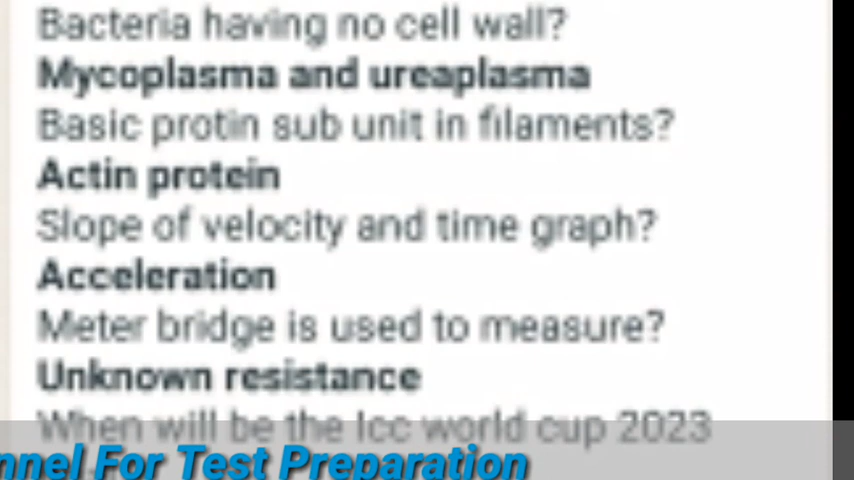 Bacteria having no cell wall?
Mycoplasma and ureaplasma
Basic protin sub unit in filaments?
Actin protein
Slope of velocity and time graph?
Acceleration
Meter bridge is used to measure?
Unknown resistance
When will be the Icc world cup 2023
For Test Preparation